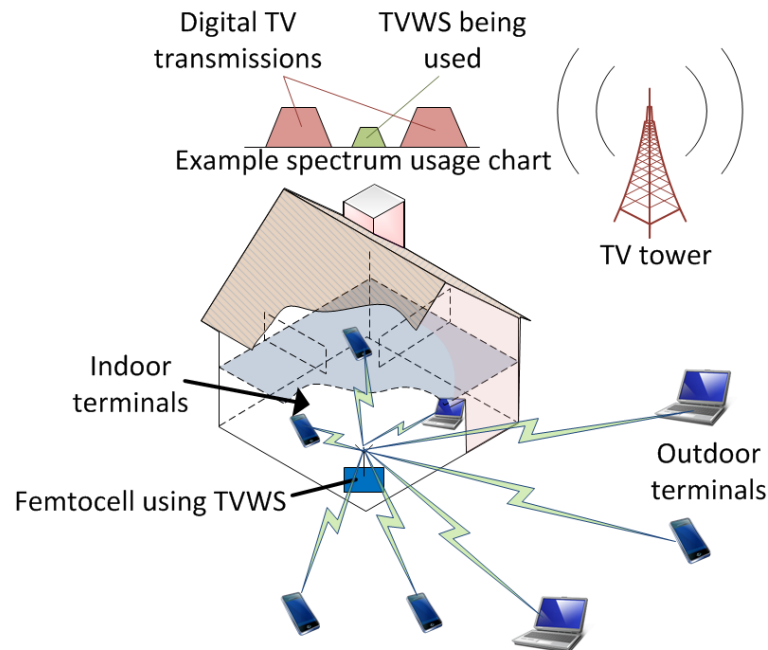 Digital TV
transmissions
TVWS being
used
Example spectrum usage chart
TV tower
Indoor
terminals
Outdoor
terminals
Femtocell using TVWS